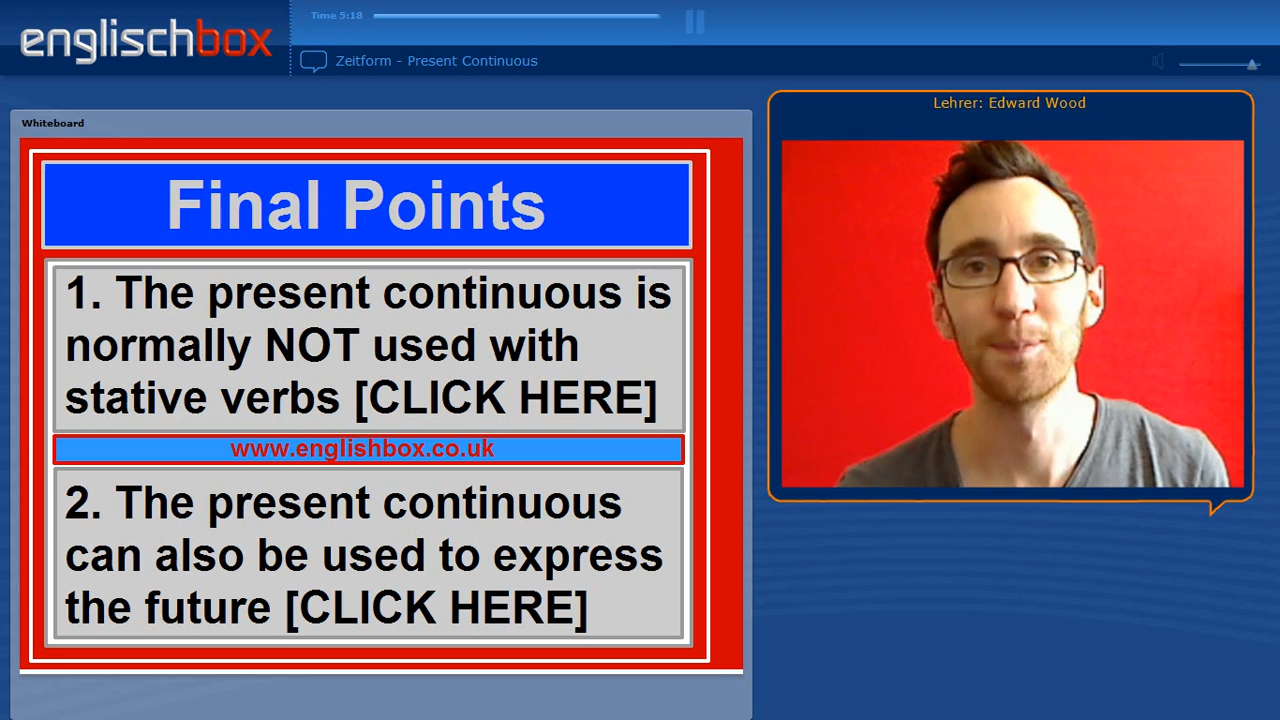 englischbox
Time 5:18
Zeitform - Present Continuous
Whiteboard
Final Points
1. The present continuous is
normally NOT used with
stative verbs [CLICK HERE]
www.englishbox.co.uk
2. The present continuous
can also be used to express
the future [CLICK HERE]
Lehrer: Edward Wood